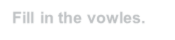 Fill in the vowles.